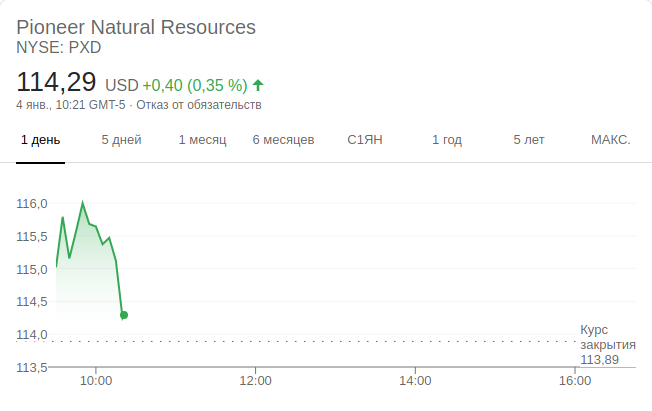 Pioneer Natural Resources
NYSE: PXD
114,29 USD +0,40 (0,35 %)
4 янв., 10:21 GMT-5 · Отказ от обязательств
1 день 5 дней 1 месяц 6 месяцев С1ЯН 1 год 5 лет МАКС.
116,0
115,5
115,0
114,5
114,0
113,5
Курс
закрытия
113,89
10:00 12:00 14:00 16:00